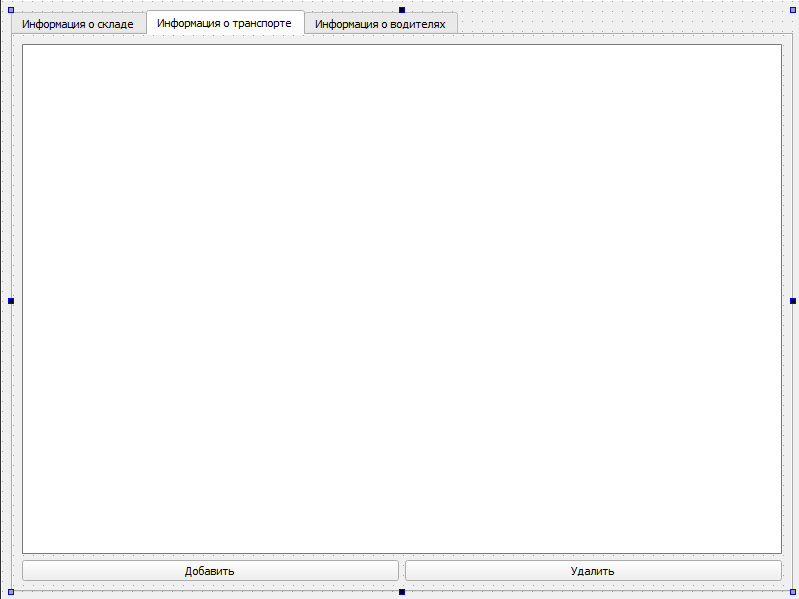 Информация о складе Информация о транспорте Информация о водителях
Добавить Удалить